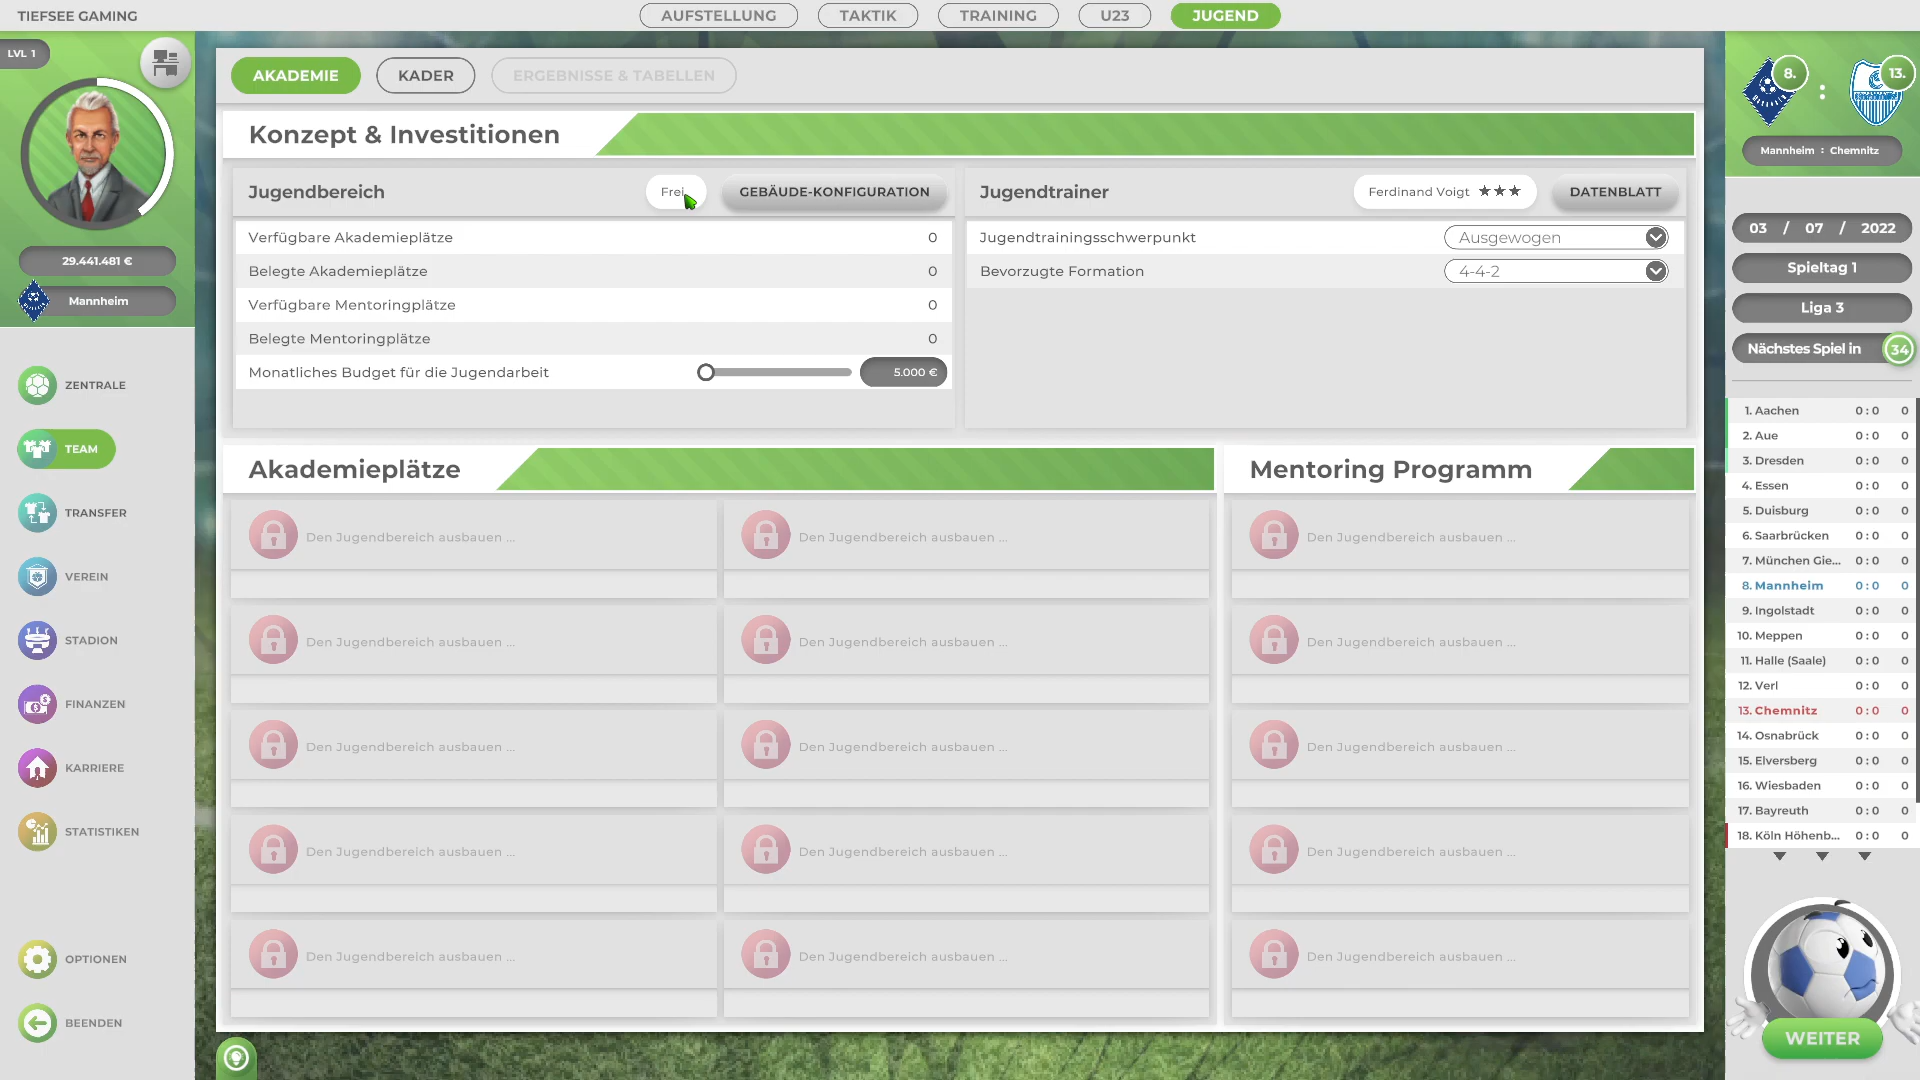 TIEFSEE GAMING
AUFSTELLUNG
TAKTIK
TRAINING
U23
JUGEND
LVL 1
29.441.481 €
Mannheim
ZENTRALE
TEAM
TRANSFER
VEREIN
STADION
FINANZEN
KARRIERE
STATISTIKEN
OPTIONEN
BEENDEN
AKADEMIE
KADER
ERGEBNISSE & TABELLEN
Konzept & Investitionen
Jugendbereich
Frei
GEBÄUDE-KONFIGURATION
Verfügbare Akademieplätze 0
Belegte Akademieplätze 0
Verfügbare Mentoringplätze 0
Belegte Mentoringplätze 0
Monatliches Budget für die Jugendarbeit 5.000 €
Jugendtrainer
Ferdinand Voigt ★★★
DATENBLATT
Jugendtrainingsschwerpunkt Ausgewogen
Bevorzugte Formation 4-4-2
Akademieplätze
Den Jugendbereich ausbauen ...
Den Jugendbereich ausbauen ...
Den Jugendbereich ausbauen ...
Den Jugendbereich ausbauen ...
Den Jugendbereich ausbauen ...
Den Jugendbereich ausbauen ...
Den Jugendbereich ausbauen ...
Den Jugendbereich ausbauen ...
Den Jugendbereich ausbauen ...
Den Jugendbereich ausbauen ...
Mentoring Programm
Den Jugendbereich ausbauen ...
Den Jugendbereich ausbauen ...
Den Jugendbereich ausbauen ...
Den Jugendbereich ausbauen ...
Den Jugendbereich ausbauen ...
8. : 13.
Mannheim : Chemnitz
03 / 07 / 2022
Spieltag 1
Liga 3
Nächstes Spiel in 34
1. Aachen 0 : 0 0
2. Aue 0 : 0 0
3. Dresden 0 : 0 0
4. Essen 0 : 0 0
5. Duisburg 0 : 0 0
6. Saarbrücken 0 : 0 0
7. München Gie... 0 : 0 0
8. Mannheim 0 : 0 0
9. Ingolstadt 0 : 0 0
10. Meppen 0 : 0 0
11. Halle (Saale) 0 : 0 0
12. Verl 0 : 0 0
13. Chemnitz 0 : 0 0
14. Osnabrück 0 : 0 0
15. Elversberg 0 : 0 0
16. Wiesbaden 0 : 0 0
17. Bayreuth 0 : 0 0
18. Köln Höhenb... 0 : 0 0
WEITER